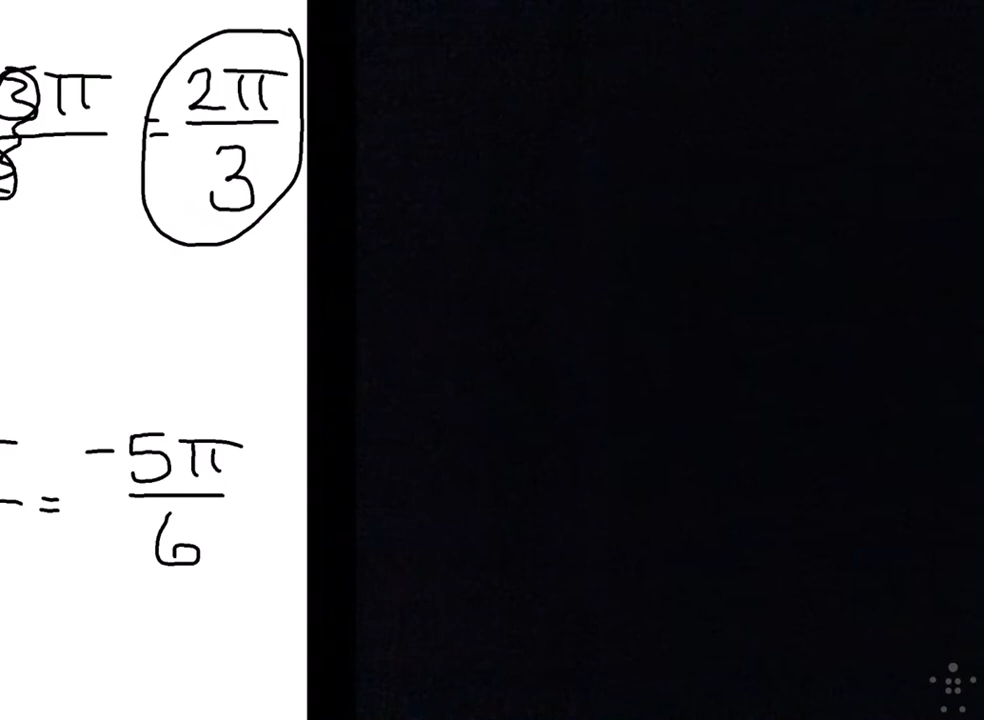 π = 2π
3
= -5π
6